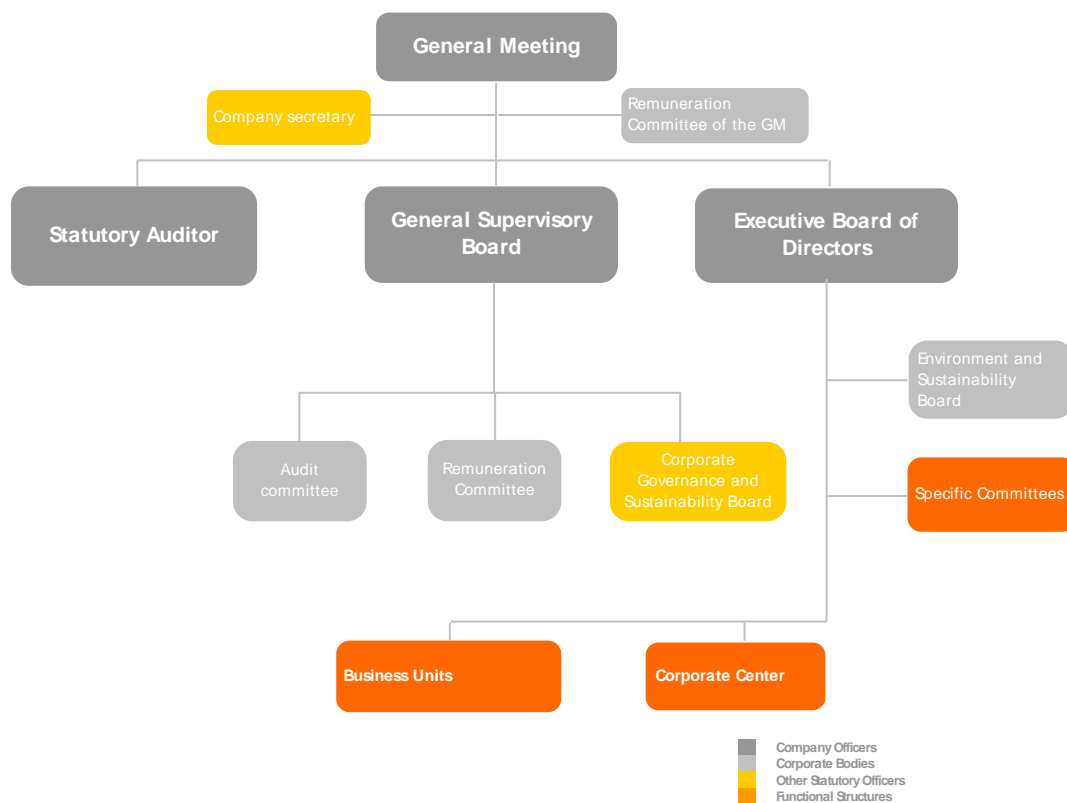 General Meeting
Company secretary
Remuneration
Committee of the GM
Statutory Auditor
General Supervisory
Board
Executive Board of
Directors
Environment and
Sustainability
Board
Audit
committee
Remuneration
Committee
Corporate
Governance and
Sustainability Board
Specific Committees
Business Units
Corporate Center
Company Officers
Corporate Bodies
Other Statutory Officers
Functional Structures